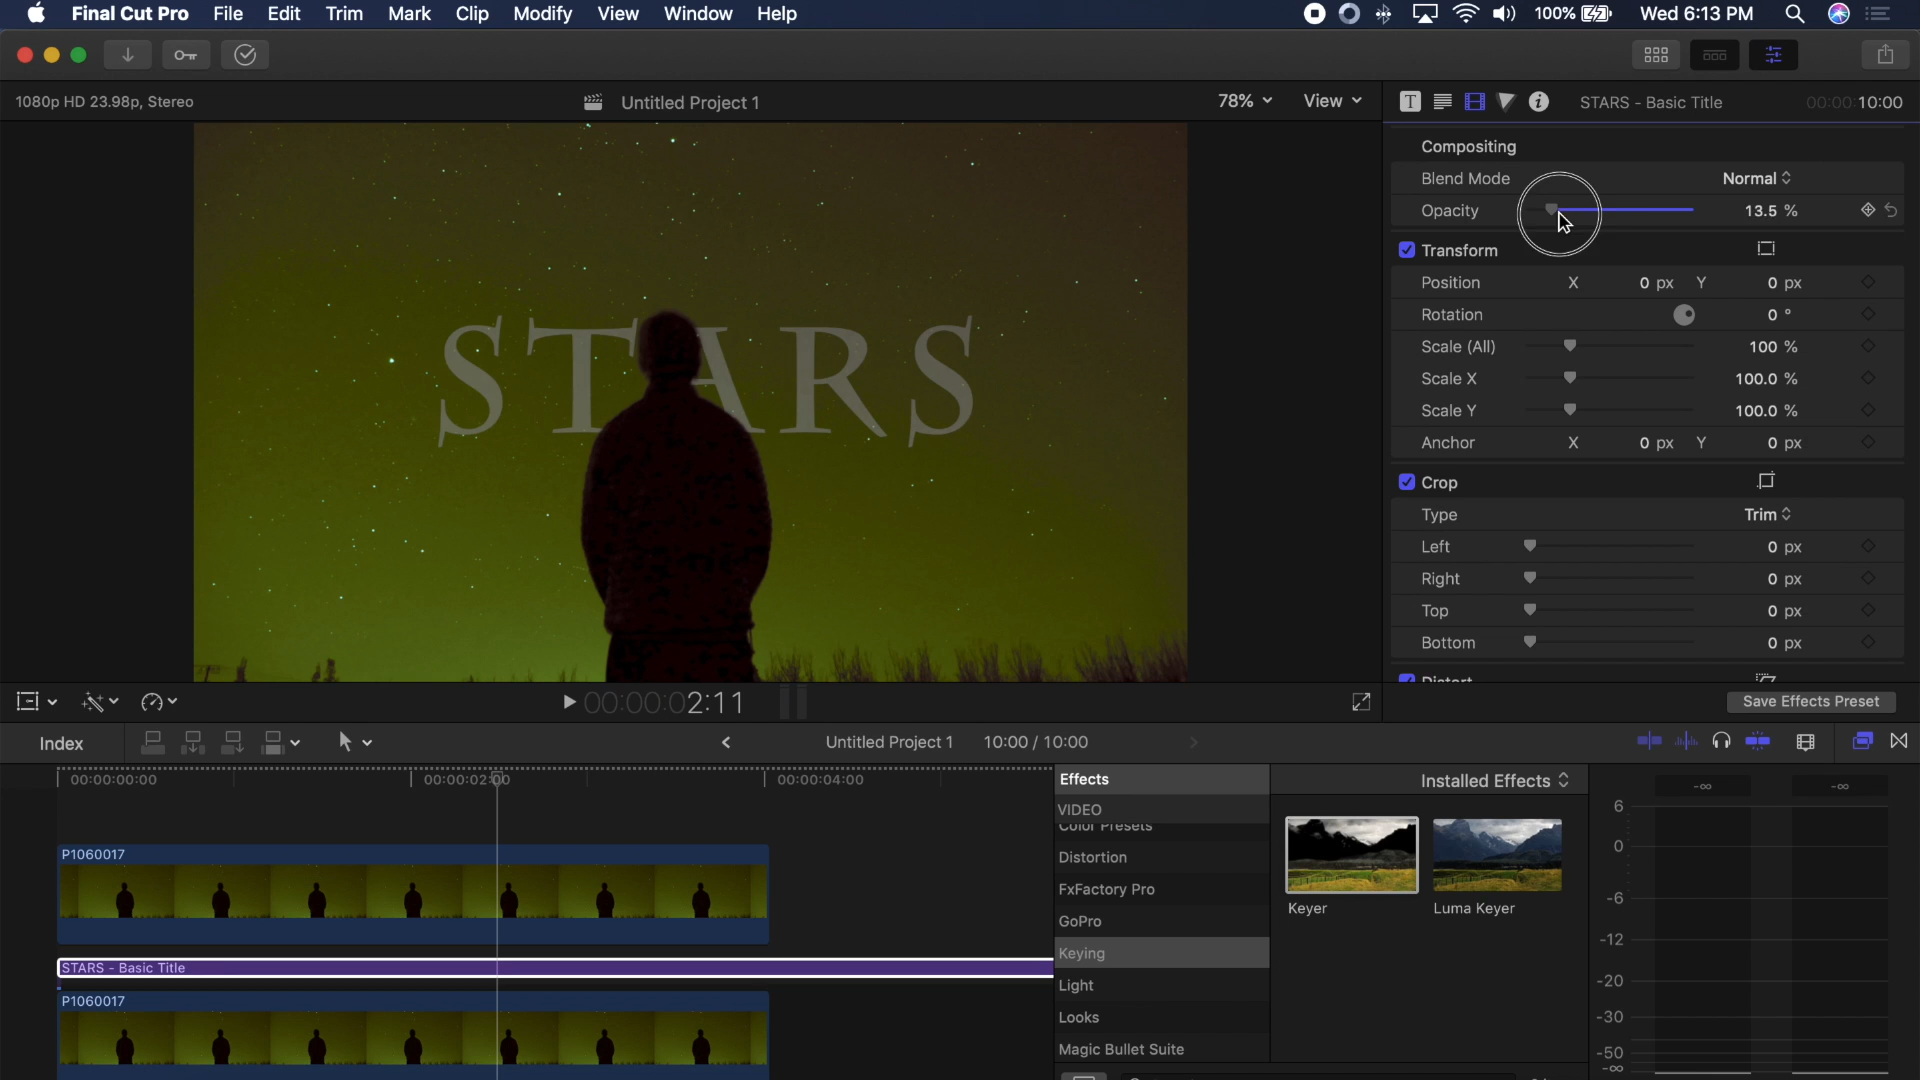 Final Cut Pro File Edit Trim Mark Clip Modify View Window Help 100% Wed 6:13 PM
1080p HD 23.98p, Stereo Untitled Project 1 78% View STARS - Basic Title 00:00:10:00
Compositing
Blend Mode Normal
Opacity 13.5 %
Transform
Position X 0 px Y 0 px
Rotation 0 °
Scale (All) 100 %
Scale X 100.0 %
Scale Y 100.0 %
Anchor X 0 px Y 0 px
Crop
Type Trim
Left 0 px
Right 0 px
Top 0 px
Bottom 0 px
Distort
STARS
00:00:02:11 Save Effects Preset
Index Untitled Project 1 10:00 / 10:00
00:00:00:00 00:00:02:00 00:00:04:00
P1060017
STARS - Basic Title
P1060017
Effects Installed Effects
VIDEO
Color Presets
Distortion
FxFactory Pro
GoPro
Keying
Light
Looks
Magic Bullet Suite
Keyer Luma Keyer
-∞ -∞
6
0
-6
-12
-20
-30
-50
-∞